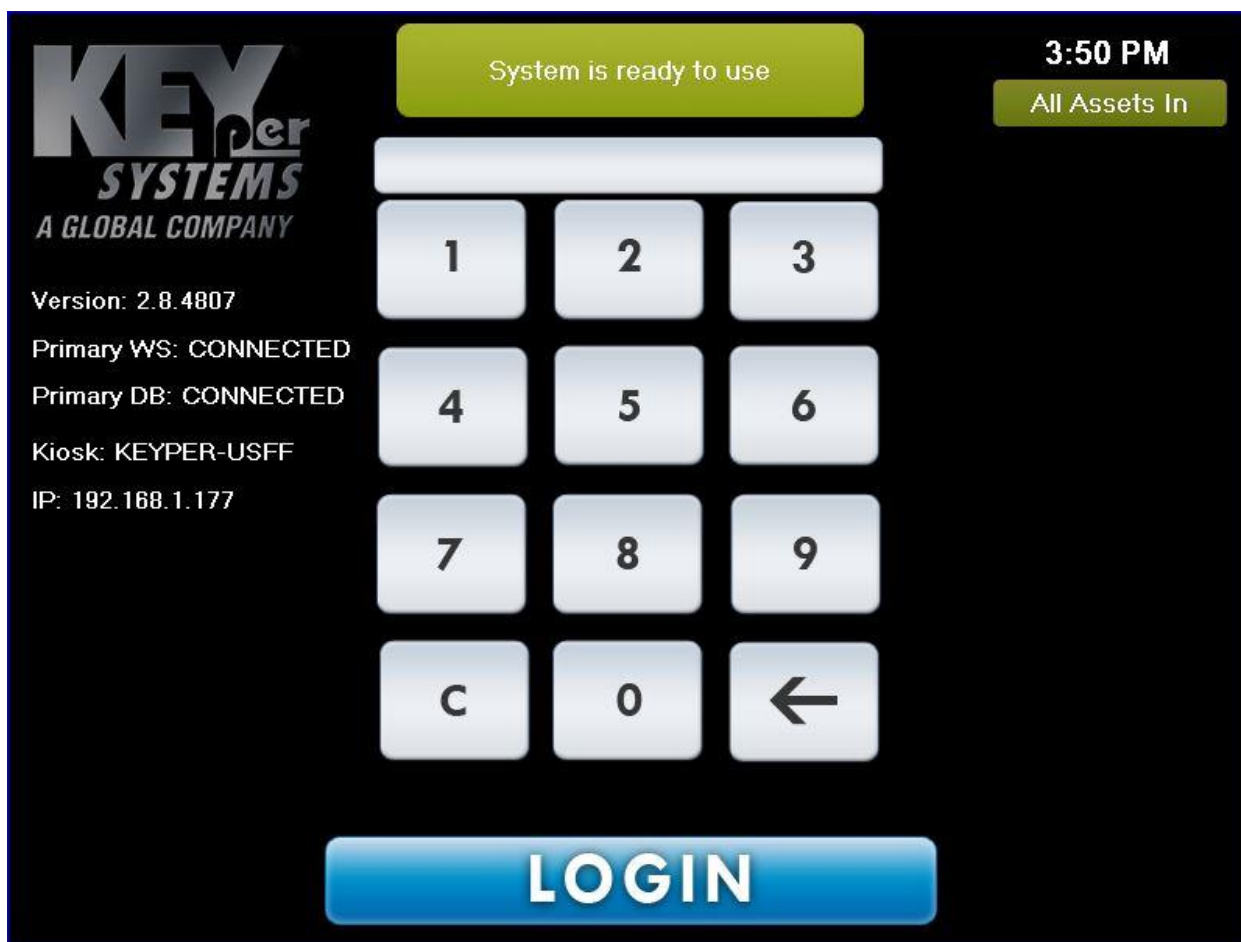 KEYper
SYSTEMS
A GLOBAL COMPANY
Version: 2.8.4807
Primary WS: CONNECTED
Primary DB: CONNECTED
Kiosk: KEYPER-USFF
IP: 192.168.1.177
System is ready to use
1 2 3
4 5 6
7 8 9
C 0 ←
LOGIN
3:50 PM
All Assets In